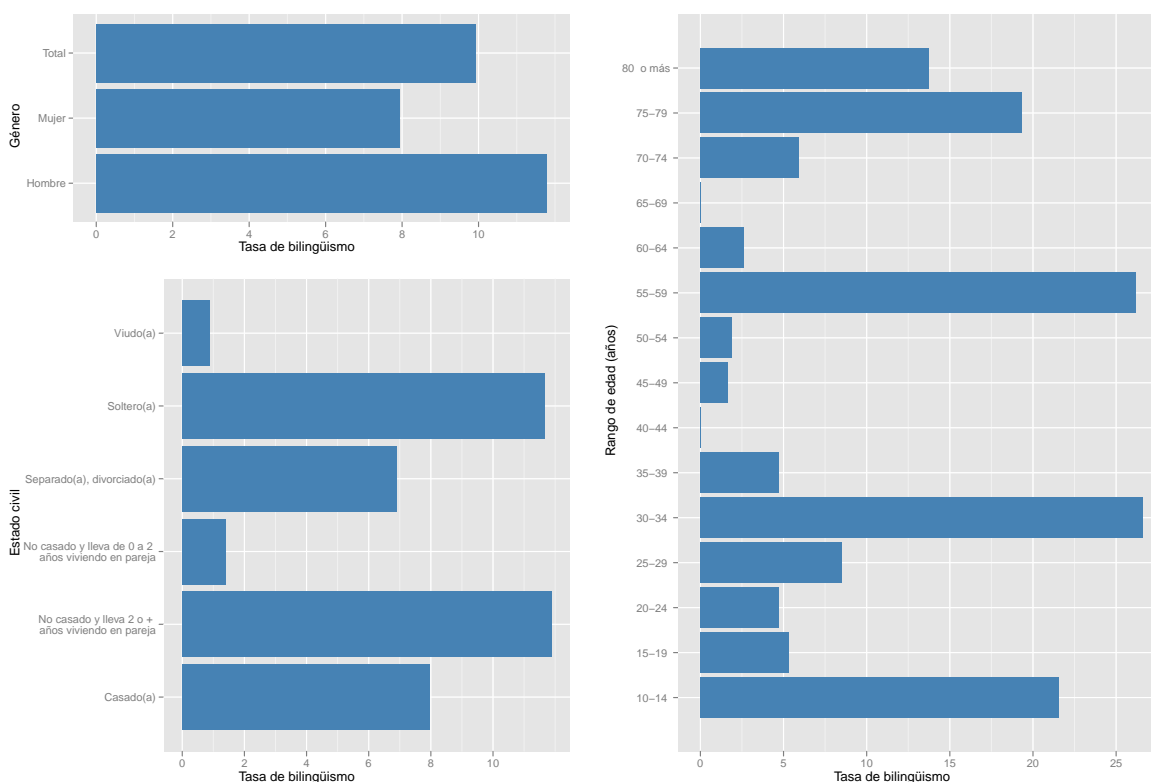 Total
Mujer
Hombre
Género
0 2 4 6 8 10
Tasa de bilingüismo
Viudo(a)
Soltero(a)
Separado(a), divorciado(a)
No casado y lleva de 0 a 2
años viviendo en pareja
No casado y lleva 2 o +
años viviendo en pareja
Casado(a)
Estado civil
0 2 4 6 8 10
Tasa de bilingüismo
80 o más
75−79
70−74
65−69
60−64
55−59
50−54
45−49
40−44
35−39
30−34
25−29
20−24
15−19
10−14
Rango de edad (años)
0 5 10 15 20 25
Tasa de bilingüismo